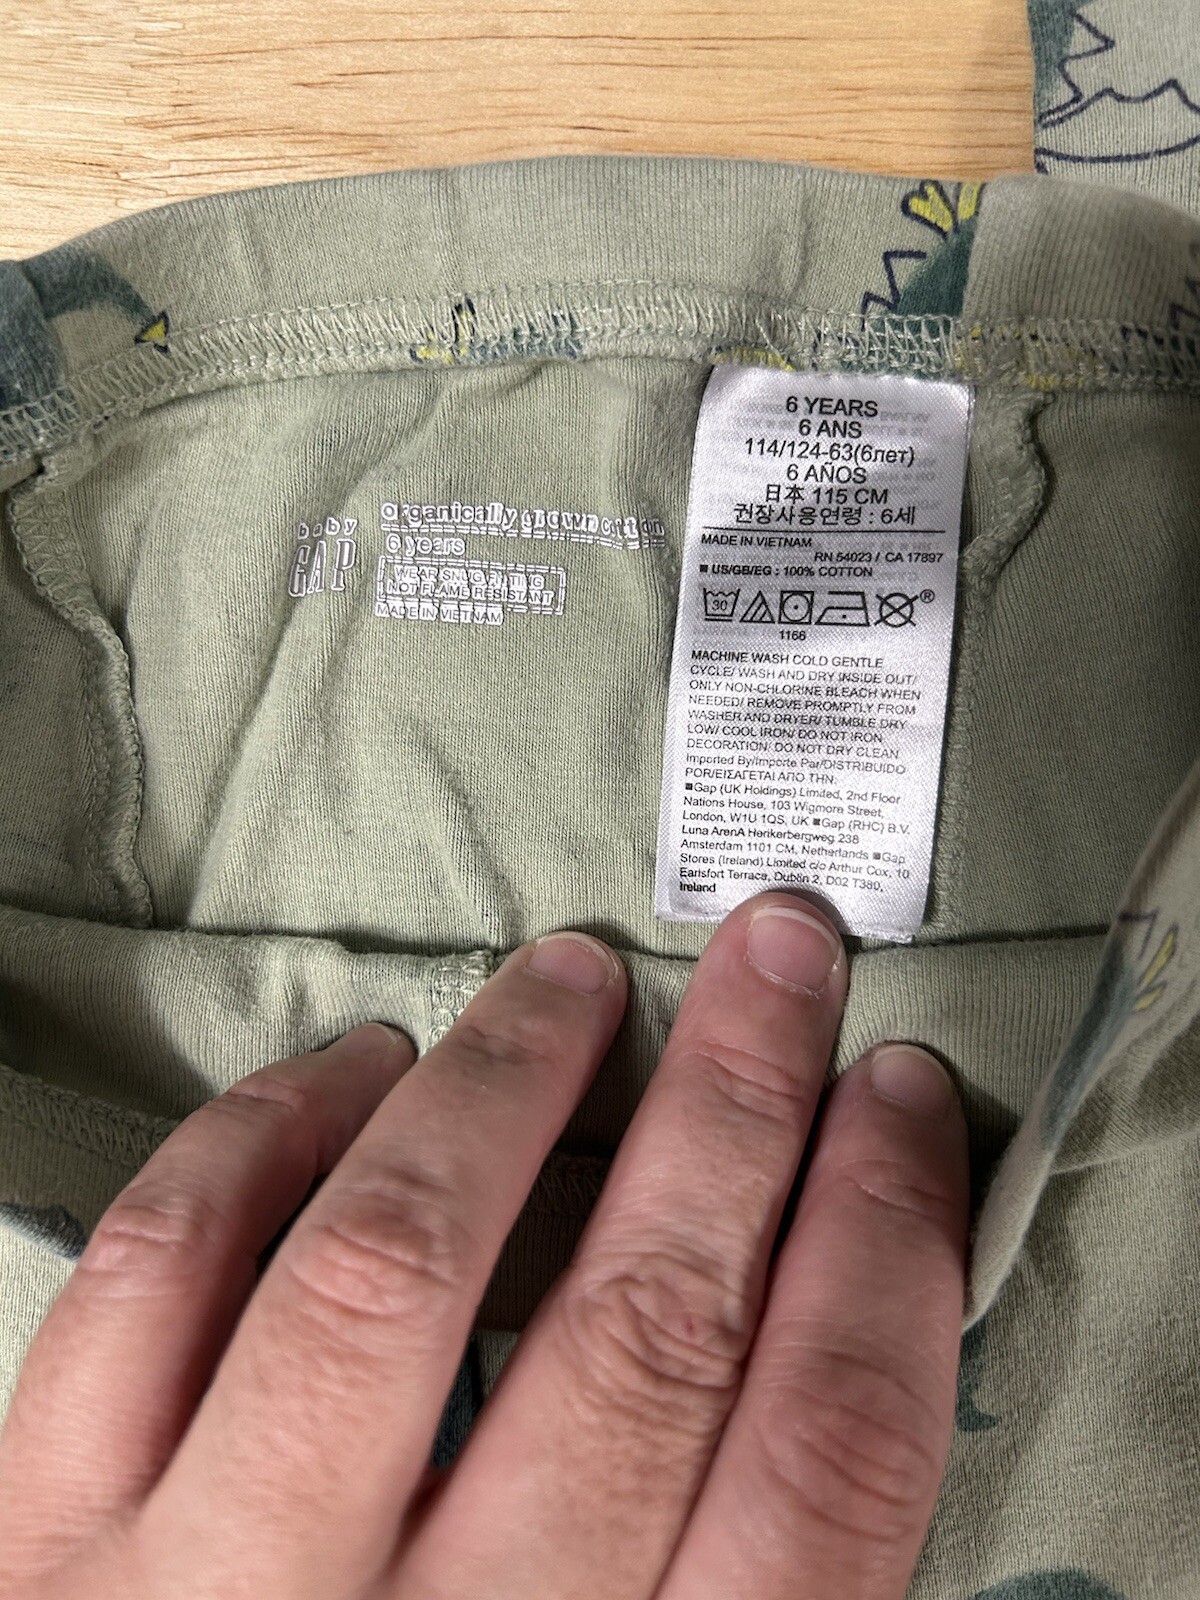 baby
GAP
organically grown cotton
6 years
WEAR SNUG-FITTING
NOT FLAME RESISTANT
MADE IN VIETNAM
6 YEARS
6 ANS
114/124-63(6лет)
6 AÑOS
日本 115 CM
권장사용연령 : 6세
MADE IN VIETNAM
RN 54023 / CA 17897
■ US/GB/EG : 100% COTTON
30
®
1166
MACHINE WASH COLD GENTLE
CYCLE/ WASH AND DRY INSIDE OUT/
ONLY NON-CHLORINE BLEACH WHEN
NEEDED/ REMOVE PROMPTLY FROM
WASHER AND DRYER/ TUMBLE DRY
LOW/ COOL IRON/ DO NOT IRON
DECORATION/ DO NOT DRY CLEAN
Imported By/Importe Par/DISTRIBUIDO
POR/ΕΙΣΑΓΕΤΑΙ ΑΠΟ ΤΗΝ:
■Gap (UK Holdings) Limited, 2nd Floor
Nations House, 103 Wigmore Street,
London, W1U 1QS, UK ■Gap (RHC) B.V.
Luna ArenA Herikerbergweg 238
Amsterdam 1101 CM, Netherlands ■Gap
Stores (Ireland) Limited c/o Arthur Cox, 10
Earlsfort Terrace, Dublin 2, D02 T380,
Ireland